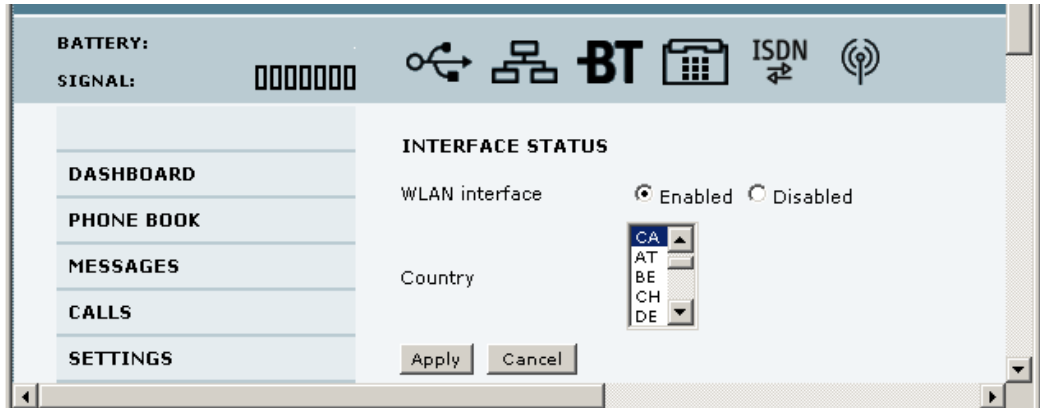 BATTERY:
SIGNAL:
BT
ISDN
DASHBOARD
PHONE BOOK
MESSAGES
CALLS
SETTINGS
INTERFACE STATUS
WLAN interface Enabled Disabled
Country
CA
AT
BE
CH
DE
Apply Cancel